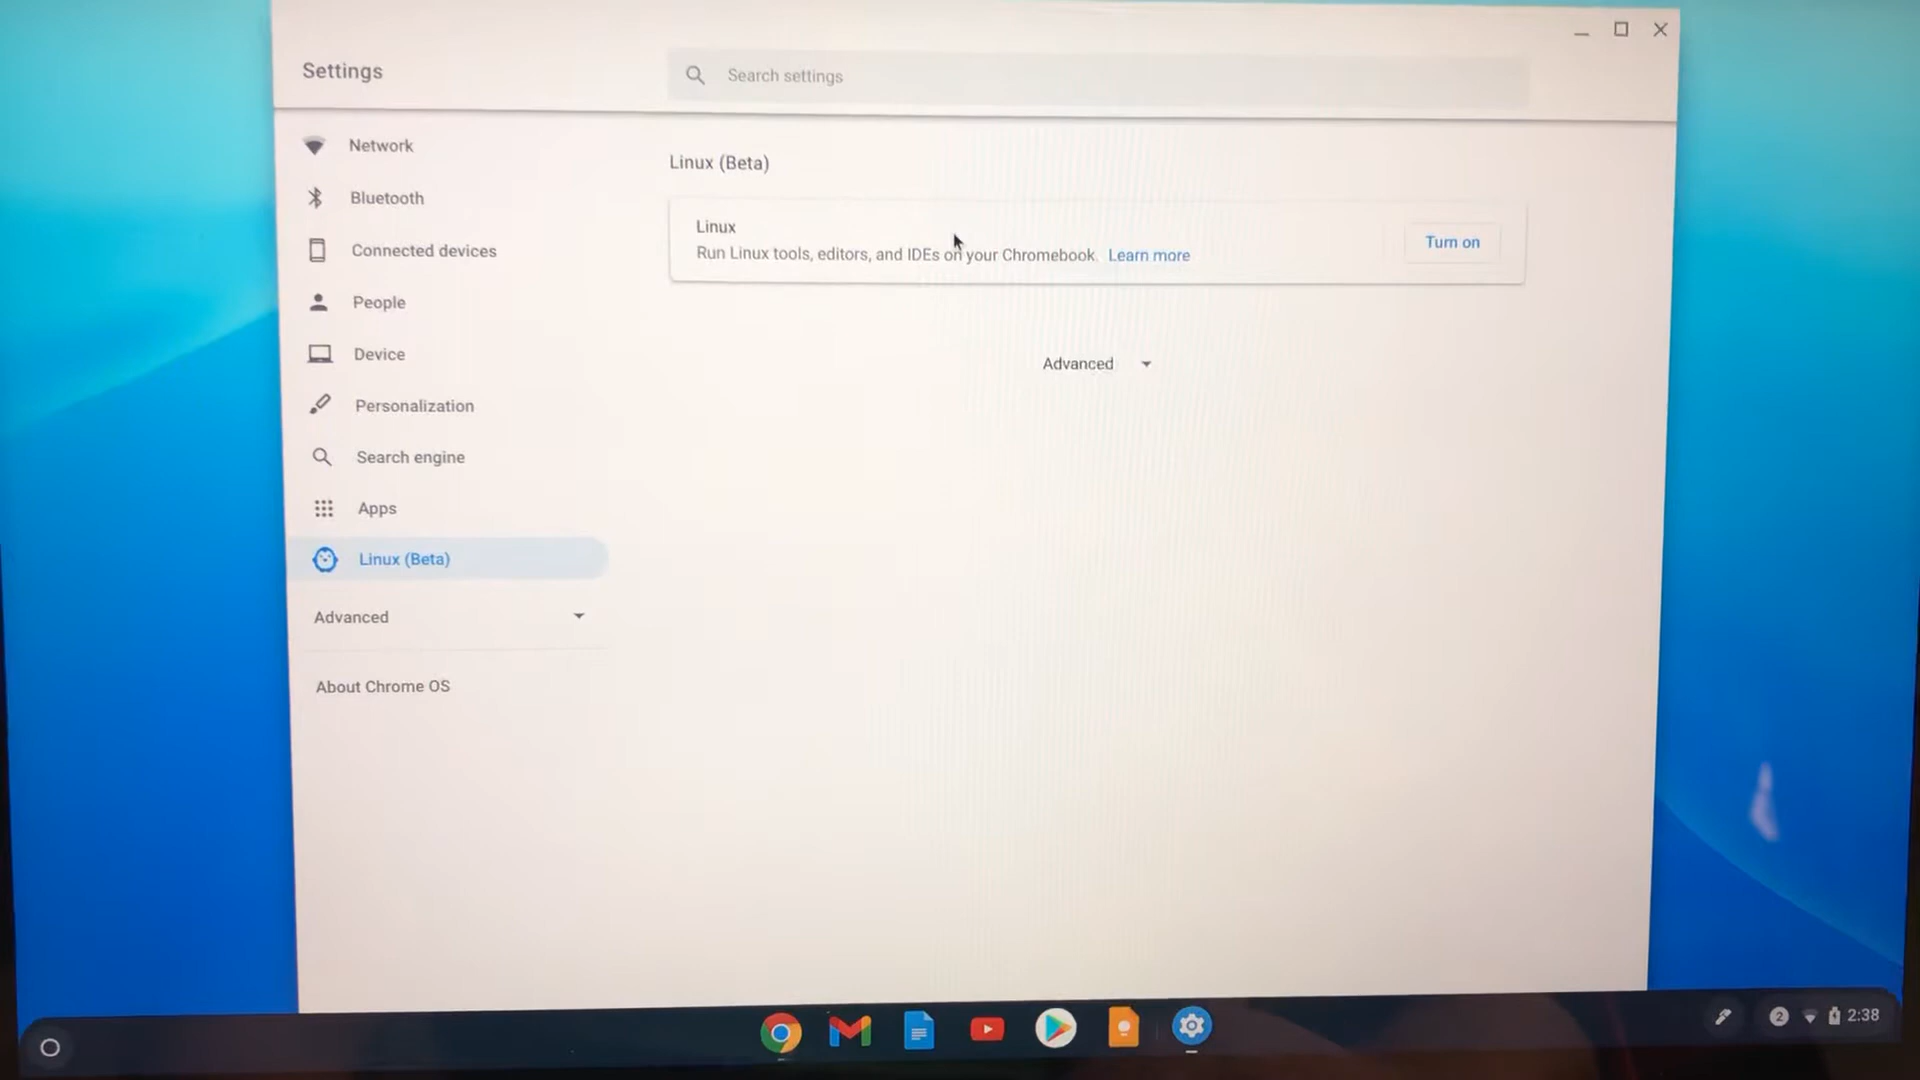 Settings
Search settings
Network
Bluetooth
Connected devices
People
Device
Personalization
Search engine
Apps
Linux (Beta)
Advanced
About Chrome OS
Linux (Beta)
Linux
Run Linux tools, editors, and IDEs on your Chromebook. Learn more
Turn on
Advanced
2
2:38